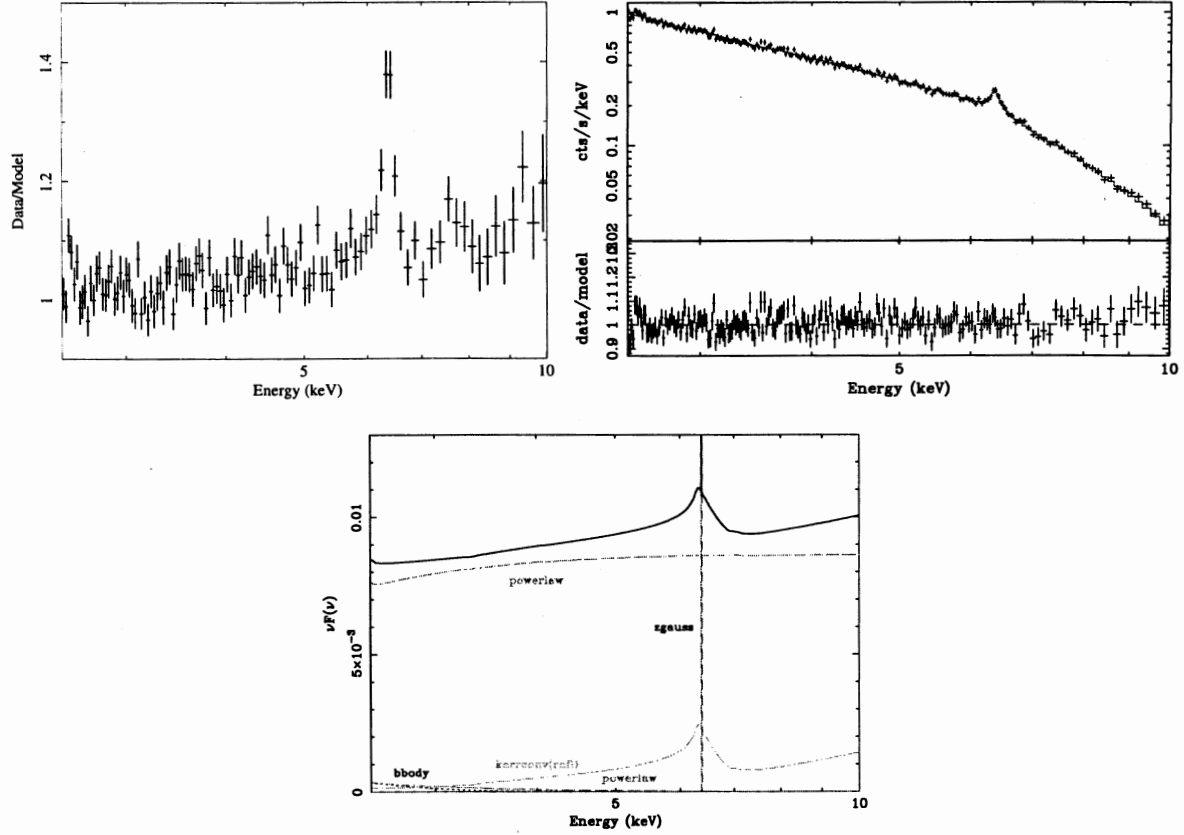 Data/Model
1.4
1.2
1
5
10
Energy (keV)
cts/s/keV
1
0.5
0.2
0.1
0.05
data/model
0.9 1 1.1
5
10
Energy (keV)
νF(ν)
0.01
5×10⁻³
0
powerlaw
zgauss
bbody
kerrconv(refl)
powerlaw
5
10
Energy (keV)